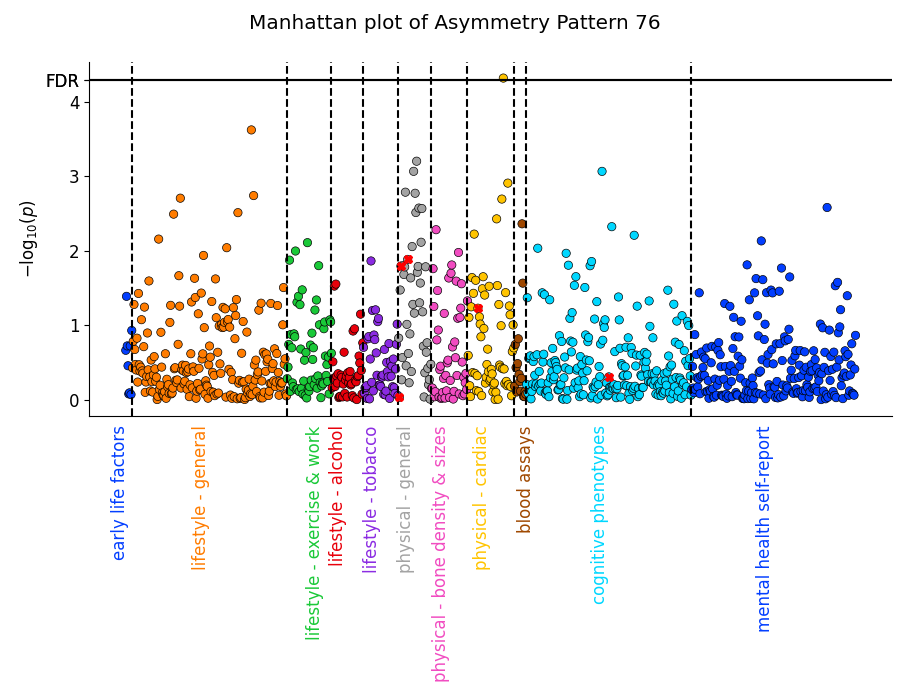 Manhattan plot of Asymmetry Pattern 76
FDR
4
3
2
1
0
−log10(p)
early life factors
lifestyle - general
lifestyle - exercise & work
lifestyle - alcohol
lifestyle - tobacco
physical - general
physical - bone density & sizes
physical - cardiac
blood assays
cognitive phenotypes
mental health self-report